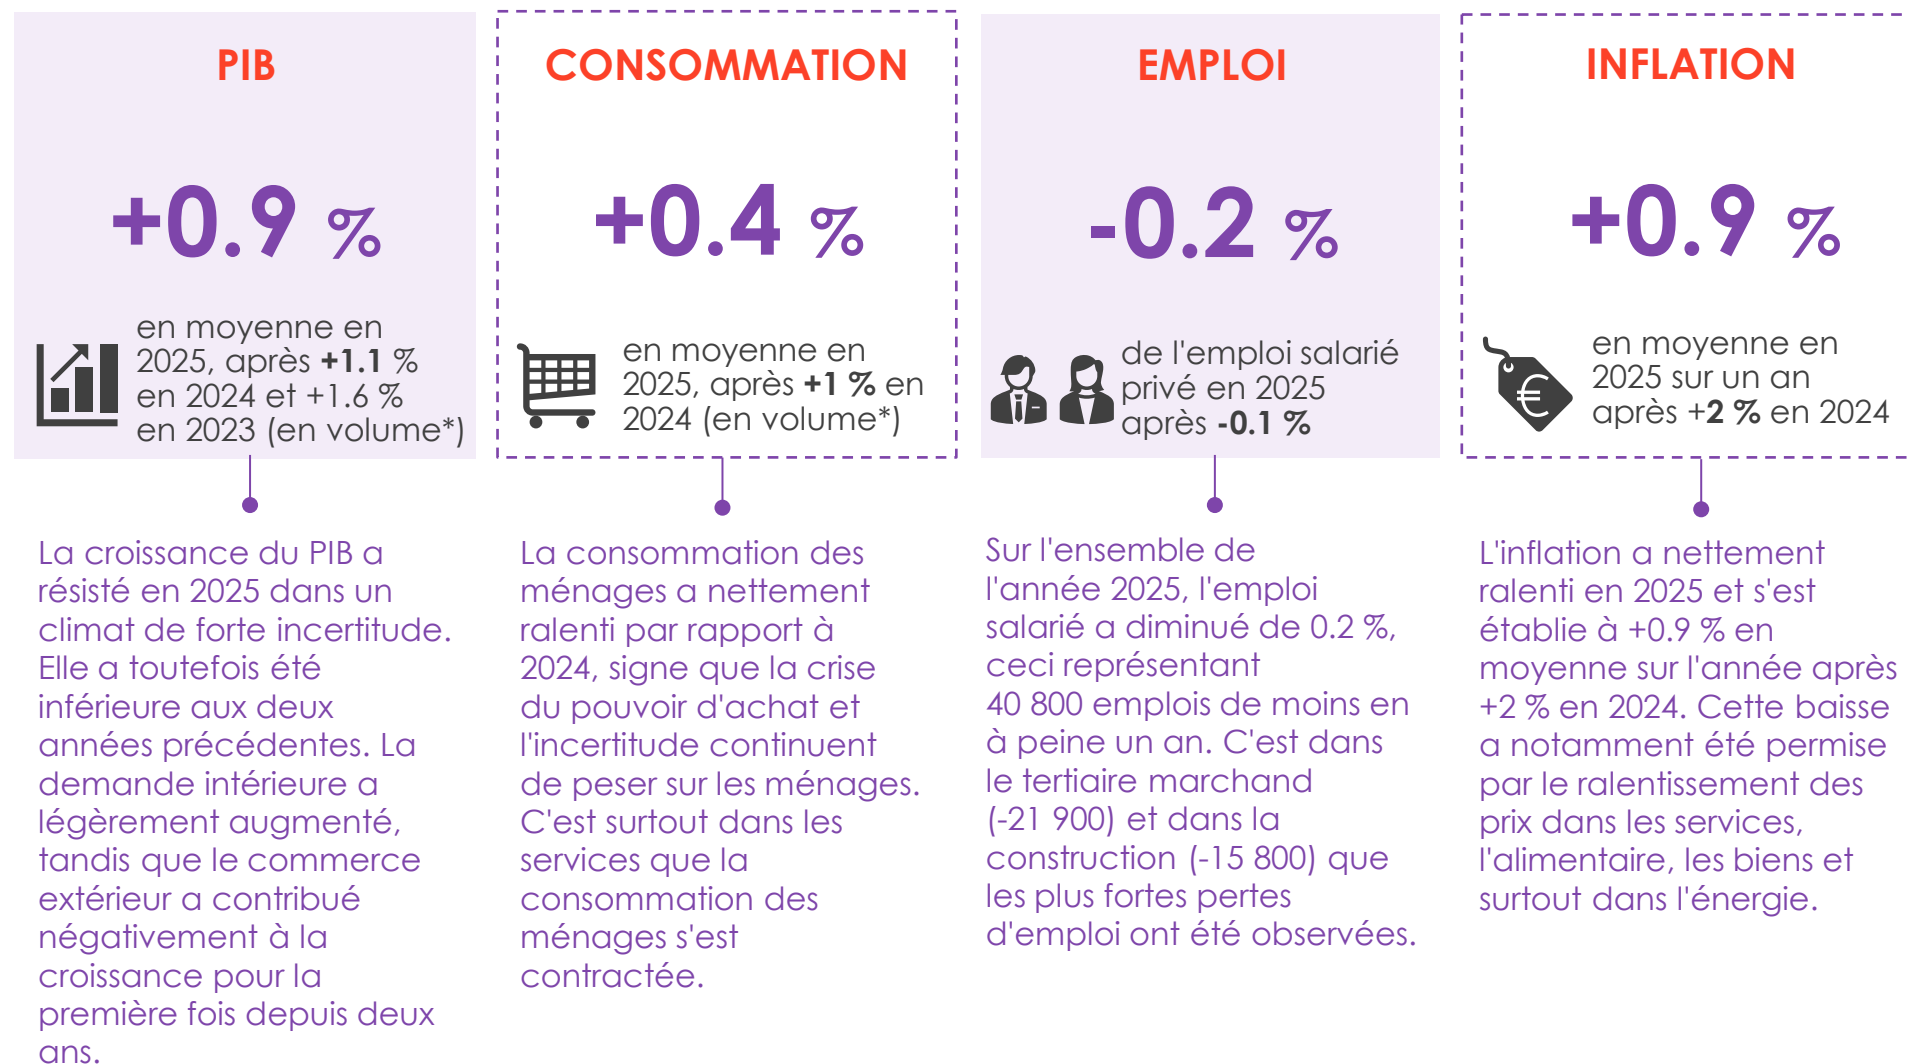 PIB
+0.9 %
en moyenne en
2025, après +1.1 %
en 2024 et +1.6 %
en 2023 (en volume*)
La croissance du PIB a
résisté en 2025 dans un
climat de forte incertitude.
Elle a toutefois été
inférieure aux deux
années précédentes. La
demande intérieure a
légèrement augmenté,
tandis que le commerce
extérieur a contribué
négativement à la
croissance pour la
première fois depuis deux
ans.
CONSOMMATION
+0.4 %
en moyenne en
2025, après +1 % en
2024 (en volume*)
La consommation des
ménages a nettement
ralenti par rapport à
2024, signe que la crise
du pouvoir d'achat et
l'incertitude continuent
de peser sur les ménages.
C'est surtout dans les
services que la
consommation des
ménages s'est
contractée.
EMPLOI
-0.2 %
de l'emploi salarié
privé en 2025
après -0.1 %
Sur l'ensemble de
l'année 2025, l'emploi
salarié a diminué de 0.2 %,
ceci représentant
40 800 emplois de moins en
à peine un an. C'est dans
le tertiaire marchand
(-21 900) et dans la
construction (-15 800) que
les plus fortes pertes
d'emploi ont été observées.
INFLATION
+0.9 %
€
en moyenne en
2025 sur un an
après +2 % en 2024
L'inflation a nettement
ralenti en 2025 et s'est
établie à +0.9 % en
moyenne sur l'année après
+2 % en 2024. Cette baisse
a notamment été permise
par le ralentissement des
prix dans les services,
l'alimentaire, les biens et
surtout dans l'énergie.